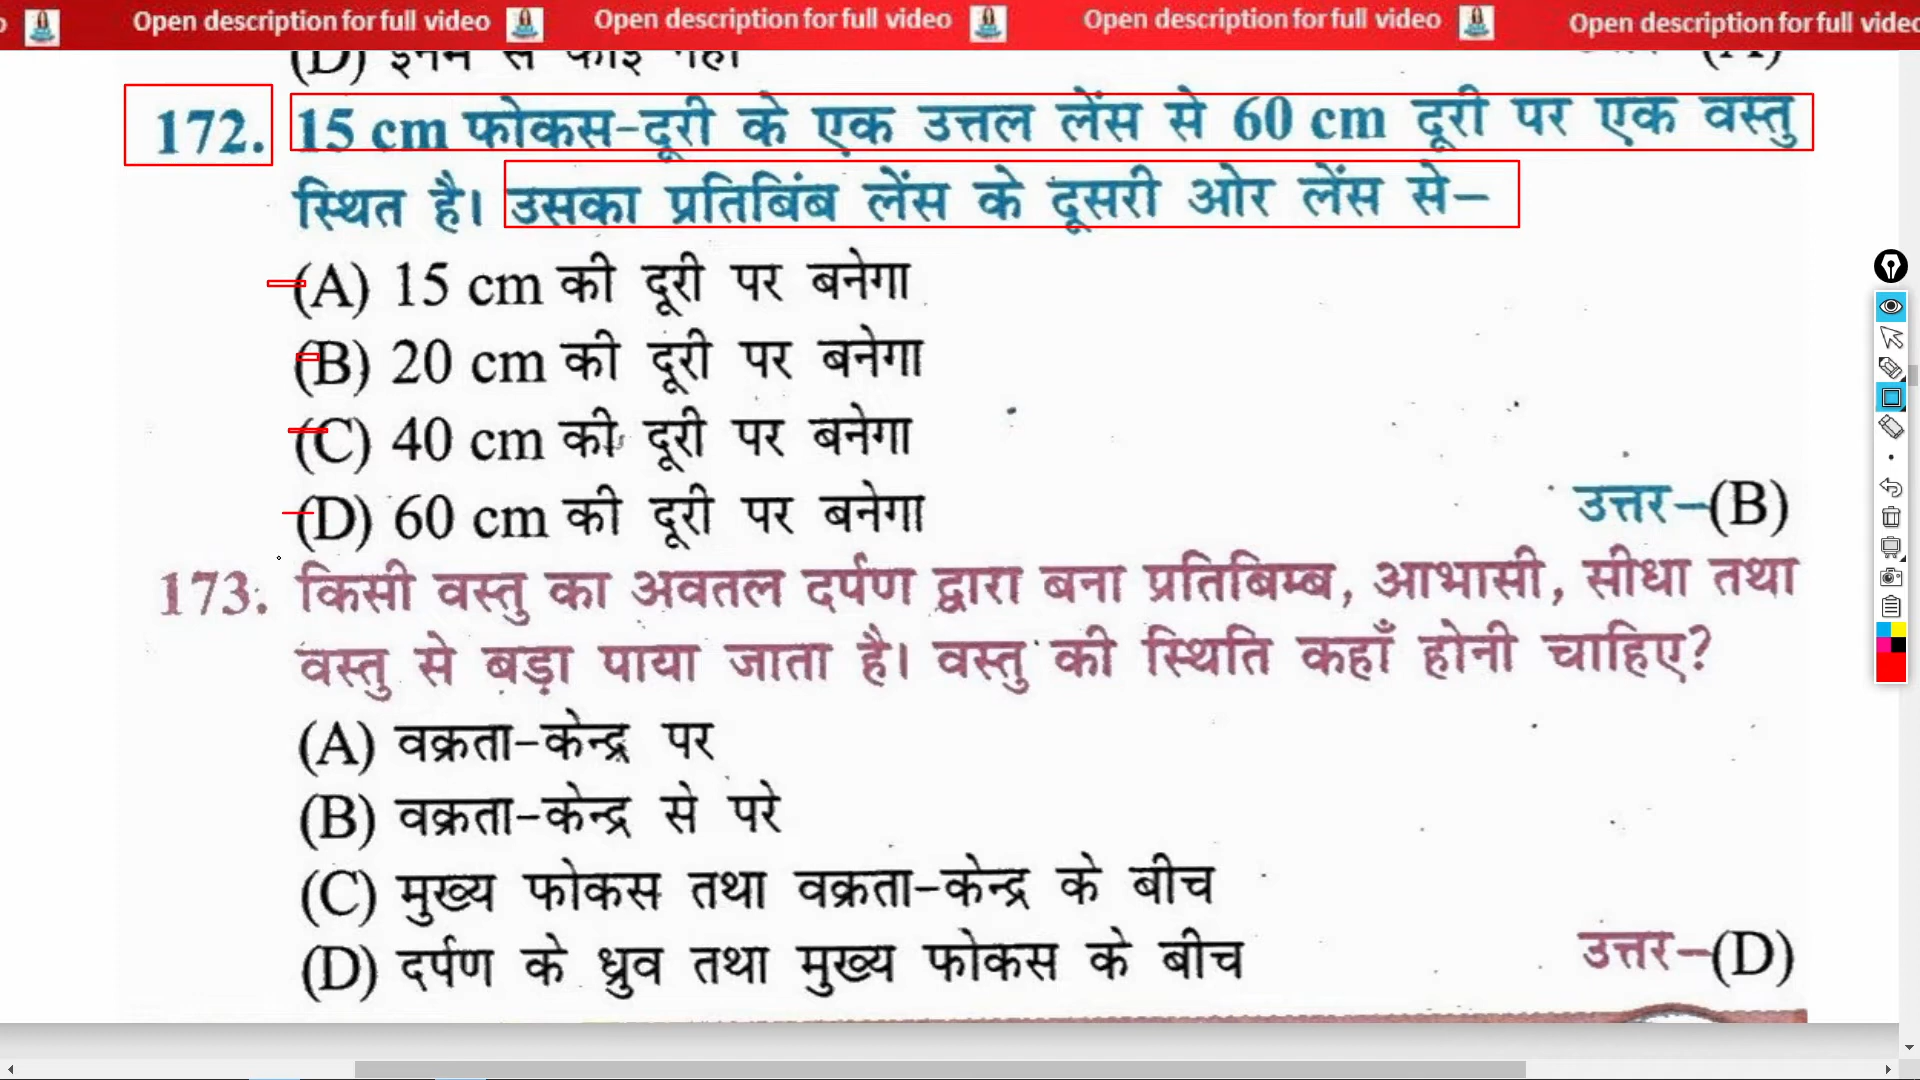 Open description for full video Open description for full video Open description for full video Open description for full video
172. 15 cm फोकस-दूरी के एक उत्तल लेंस से 60 cm दूरी पर एक वस्तु
स्थित है। उसका प्रतिबिंब लेंस के दूसरी ओर लेंस से–
(A) 15 cm की दूरी पर बनेगा
(B) 20 cm की दूरी पर बनेगा
(C) 40 cm की दूरी पर बनेगा
(D) 60 cm की दूरी पर बनेगा उत्तर–(B)
173. किसी वस्तु का अवतल दर्पण द्वारा बना प्रतिबिम्ब, आभासी, सीधा तथा
वस्तु से बड़ा पाया जाता है। वस्तु की स्थिति कहाँ होनी चाहिए?
(A) वक्रता-केन्द्र पर
(B) वक्रता-केन्द्र से परे
(C) मुख्य फोकस तथा वक्रता-केन्द्र के बीच
(D) दर्पण के ध्रुव तथा मुख्य फोकस के बीच उत्तर–(D)